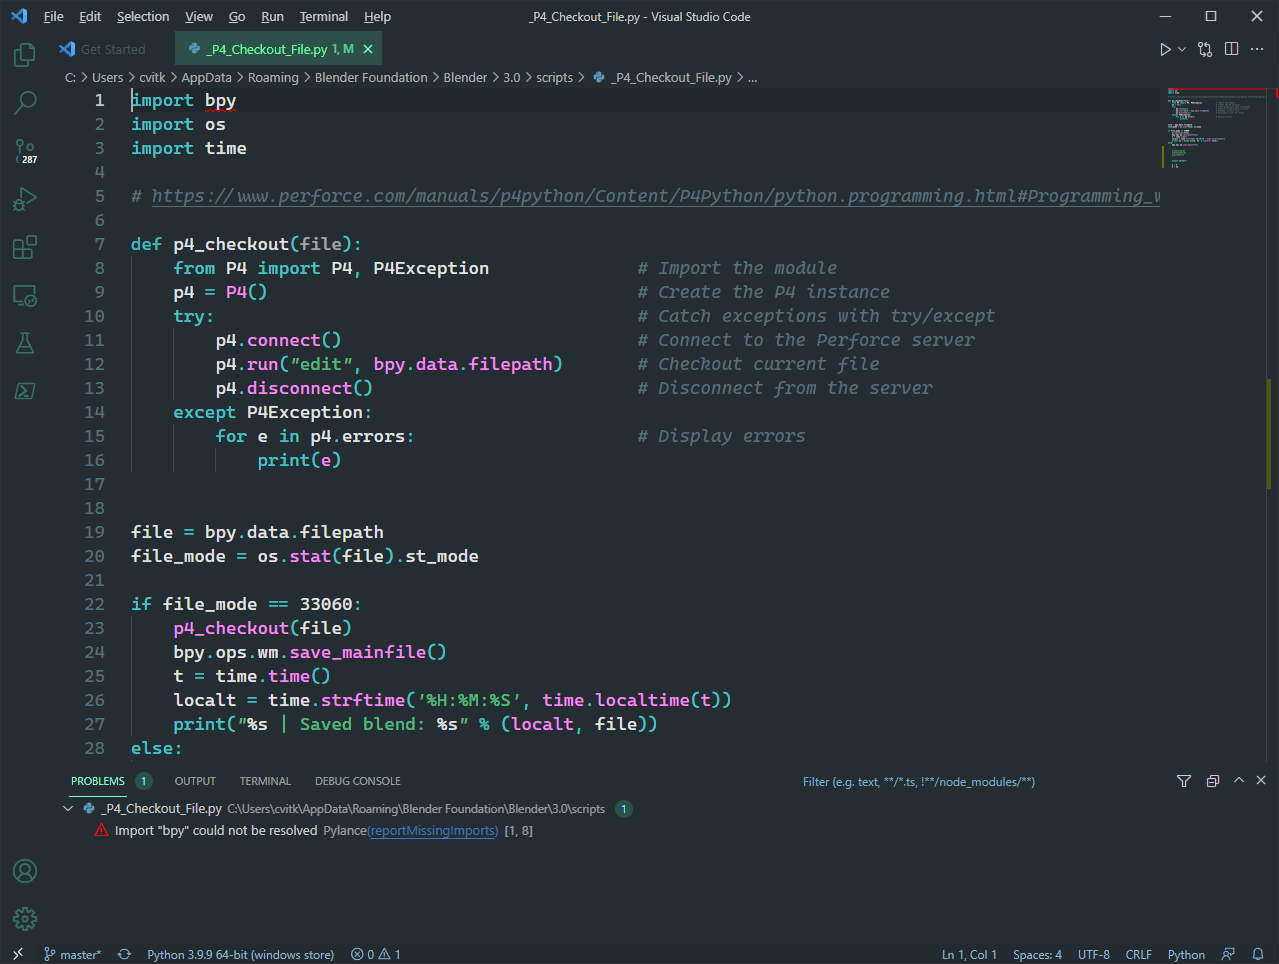 File Edit Selection View Go Run Terminal Help _P4_Checkout_File.py - Visual Studio Code
Get Started _P4_Checkout_File.py 1, M
C: > Users > cvitk > AppData > Roaming > Blender Foundation > Blender > 3.0 > scripts > _P4_Checkout_File.py > ...
1 import bpy
2 import os
3 import time
4
5 # https://www.perforce.com/manuals/p4python/Content/P4Python/python.programming.html#Programming_w
6
7 def p4_checkout(file):
8 from P4 import P4, P4Exception # Import the module
9 p4 = P4() # Create the P4 instance
10 try: # Catch exceptions with try/except
11 p4.connect() # Connect to the Perforce server
12 p4.run("edit", bpy.data.filepath) # Checkout current file
13 p4.disconnect() # Disconnect from the server
14 except P4Exception:
15 for e in p4.errors: # Display errors
16 print(e)
17
18
19 file = bpy.data.filepath
20 file_mode = os.stat(file).st_mode
21
22 if file_mode == 33060:
23 p4_checkout(file)
24 bpy.ops.wm.save_mainfile()
25 t = time.time()
26 localt = time.strftime('%H:%M:%S', time.localtime(t))
27 print("%s | Saved blend: %s" % (localt, file))
28 else:
287
PROBLEMS 1 OUTPUT TERMINAL DEBUG CONSOLE Filter (e.g. text, **/*.ts, !**/node_modules/**)
_P4_Checkout_File.py C:\Users\cvitk\AppData\Roaming\Blender Foundation\Blender\3.0\scripts 1
Import "bpy" could not be resolved Pylance(reportMissingImports) [1, 8]
master* Python 3.9.9 64-bit (windows store) 0 1 Ln 1, Col 1 Spaces: 4 UTF-8 CRLF Python